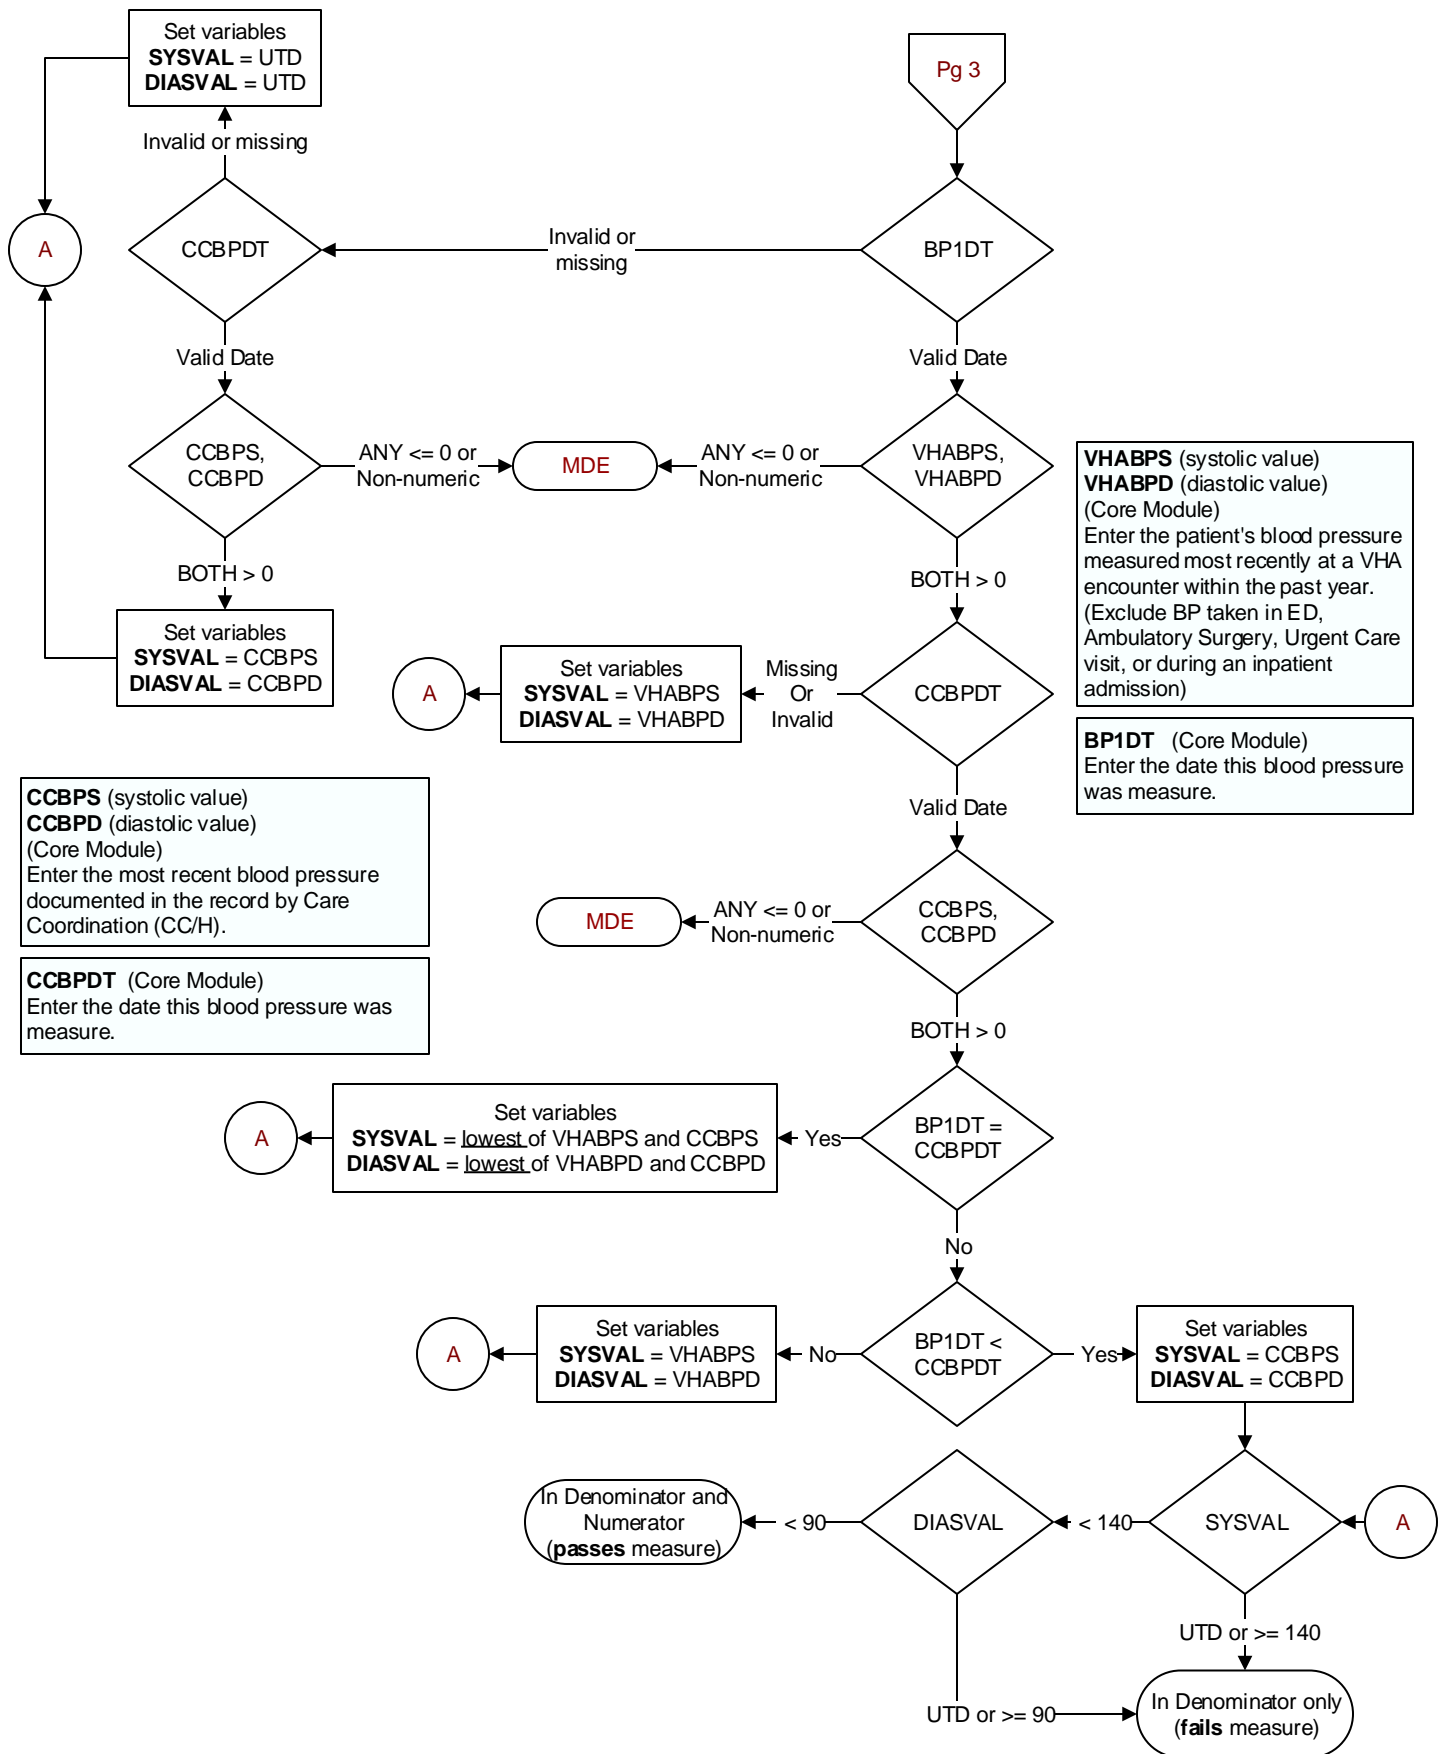 Set variables
SYSVAL = UTD
DIASVAL = UTD
Pg 3
Invalid or missing
A
CCBPDT
Invalid or
missing
BP1DT
Valid Date
Valid Date
CCBPS,
CCBPD
ANY <= 0 or
Non-numeric
MDE
ANY <= 0 or
Non-numeric
VHABPS,
VHABPD
VHABPS (systolic value)
VHABPD (diastolic value)
(Core Module)
Enter the patient's blood pressure
measured most recently at a VHA
encounter within the past year.
(Exclude BP taken in ED,
Ambulatory Surgery, Urgent Care
visit, or during an inpatient
admission)
BOTH > 0
BOTH > 0
Set variables
SYSVAL = CCBPS
DIASVAL = CCBPD
A
Set variables
SYSVAL = VHABPS
DIASVAL = VHABPD
Missing
Or
Invalid
CCBPDT
BP1DT (Core Module)
Enter the date this blood pressure
was measure.
CCBPS (systolic value)
CCBPD (diastolic value)
(Core Module)
Enter the most recent blood pressure
documented in the record by Care
Coordination (CC/H).
Valid Date
MDE
ANY <= 0 or
Non-numeric
CCBPS,
CCBPD
CCBPDT (Core Module)
Enter the date this blood pressure was
measure.
BOTH > 0
A
Set variables
SYSVAL = lowest of VHABPS and CCBPS
DIASVAL = lowest of VHABPD and CCBPD
Yes
BP1DT =
CCBPDT
No
A
Set variables
SYSVAL = VHABPS
DIASVAL = VHABPD
No
BP1DT <
CCBPDT
Yes
Set variables
SYSVAL = CCBPS
DIASVAL = CCBPD
In Denominator and
Numerator
(passes measure)
< 90
DIASVAL
< 140
SYSVAL
A
UTD or >= 140
UTD or >= 90
In Denominator only
(fails measure)